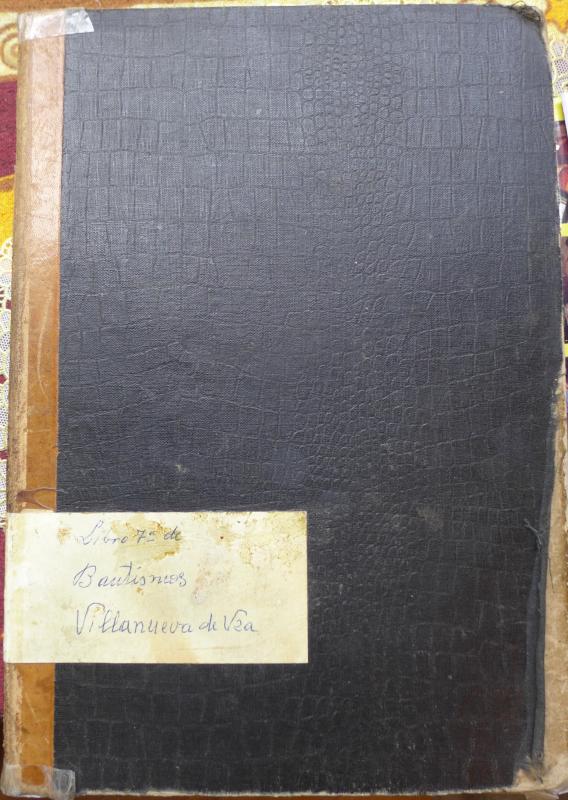 Libro 7º de
Bautismos
Villanueva de Vza